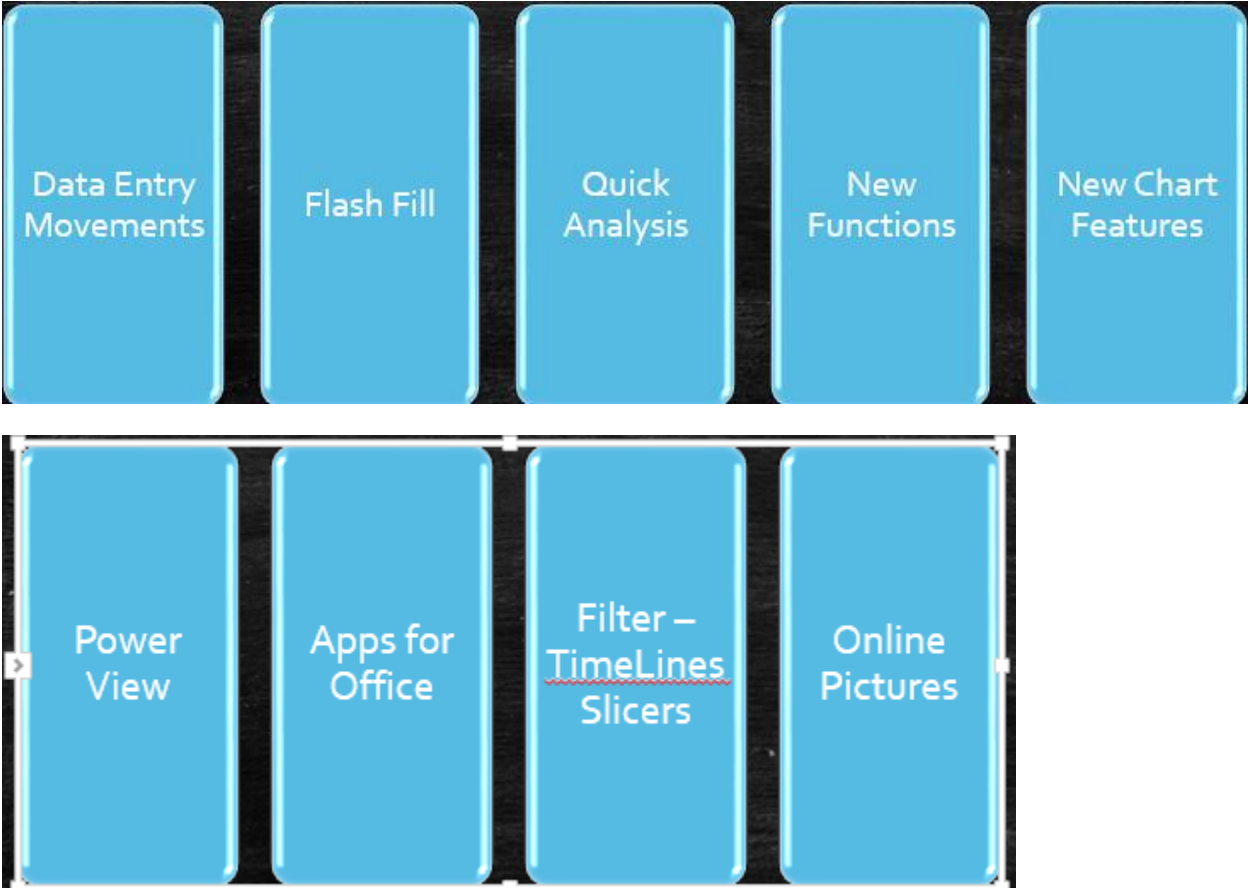 Data Entry
Movements
Flash Fill
Quick
Analysis
New
Functions
New Chart
Features
Power
View
Apps for
Office
Filter –
TimeLines
Slicers
Online
Pictures